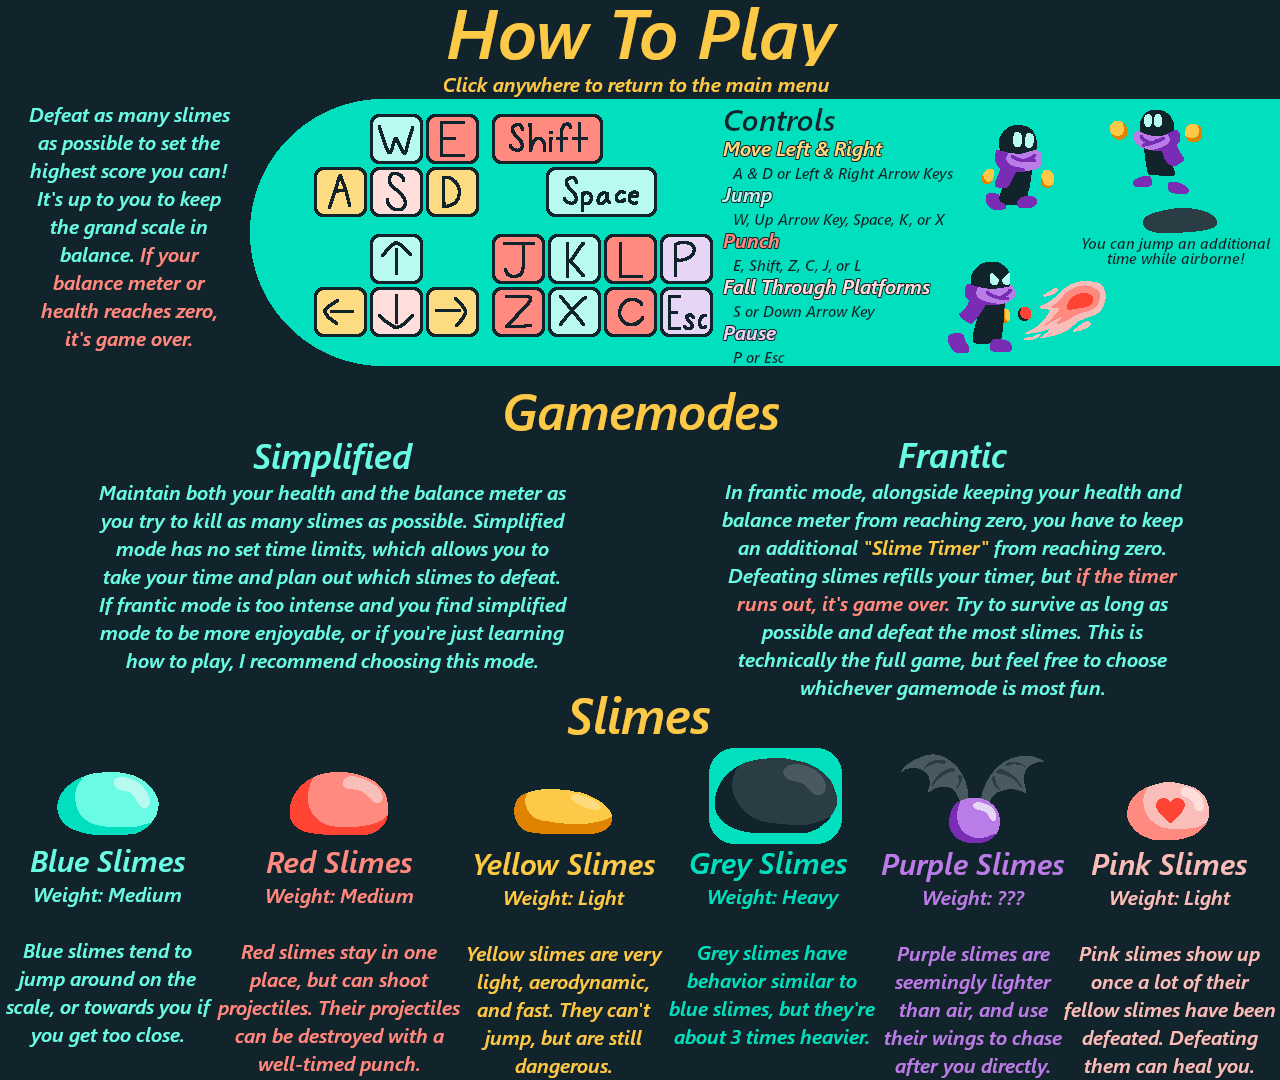 How To Play
Click anywhere to return to the main menu
Defeat as many slimes
as possible to set the
highest score you can!
It's up to you to keep
the grand scale in
balance. If your
balance meter or
health reaches zero,
it's game over.
W E Shift
A S D Space
↑ J K L P
← ↓ → Z X C Esc
Controls
Move Left & Right
A & D or Left & Right Arrow Keys
Jump
W, Up Arrow Key, Space, K, or X
Punch
E, Shift, Z, C, J, or L
Fall Through Platforms
S or Down Arrow Key
Pause
P or Esc
You can jump an additional
time while airborne!
Gamemodes
Simplified
Maintain both your health and the balance meter as
you try to kill as many slimes as possible. Simplified
mode has no set time limits, which allows you to
take your time and plan out which slimes to defeat.
If frantic mode is too intense and you find simplified
mode to be more enjoyable, or if you're just learning
how to play, I recommend choosing this mode.
Frantic
In frantic mode, alongside keeping your health and
balance meter from reaching zero, you have to keep
an additional "Slime Timer" from reaching zero.
Defeating slimes refills your timer, but if the timer
runs out, it's game over. Try to survive as long as
possible and defeat the most slimes. This is
technically the full game, but feel free to choose
whichever gamemode is most fun.
Slimes
Blue Slimes
Weight: Medium
Blue slimes tend to
jump around on the
scale, or towards you if
you get too close.
Red Slimes
Weight: Medium
Red slimes stay in one
place, but can shoot
projectiles. Their projectiles
can be destroyed with a
well-timed punch.
Yellow Slimes
Weight: Light
Yellow slimes are very
light, aerodynamic,
and fast. They can't
jump, but are still
dangerous.
Grey Slimes
Weight: Heavy
Grey slimes have
behavior similar to
blue slimes, but they're
about 3 times heavier.
Purple Slimes
Weight: ???
Purple slimes are
seemingly lighter
than air, and use
their wings to chase
after you directly.
Pink Slimes
Weight: Light
Pink slimes show up
once a lot of their
fellow slimes have been
defeated. Defeating
them can heal you.